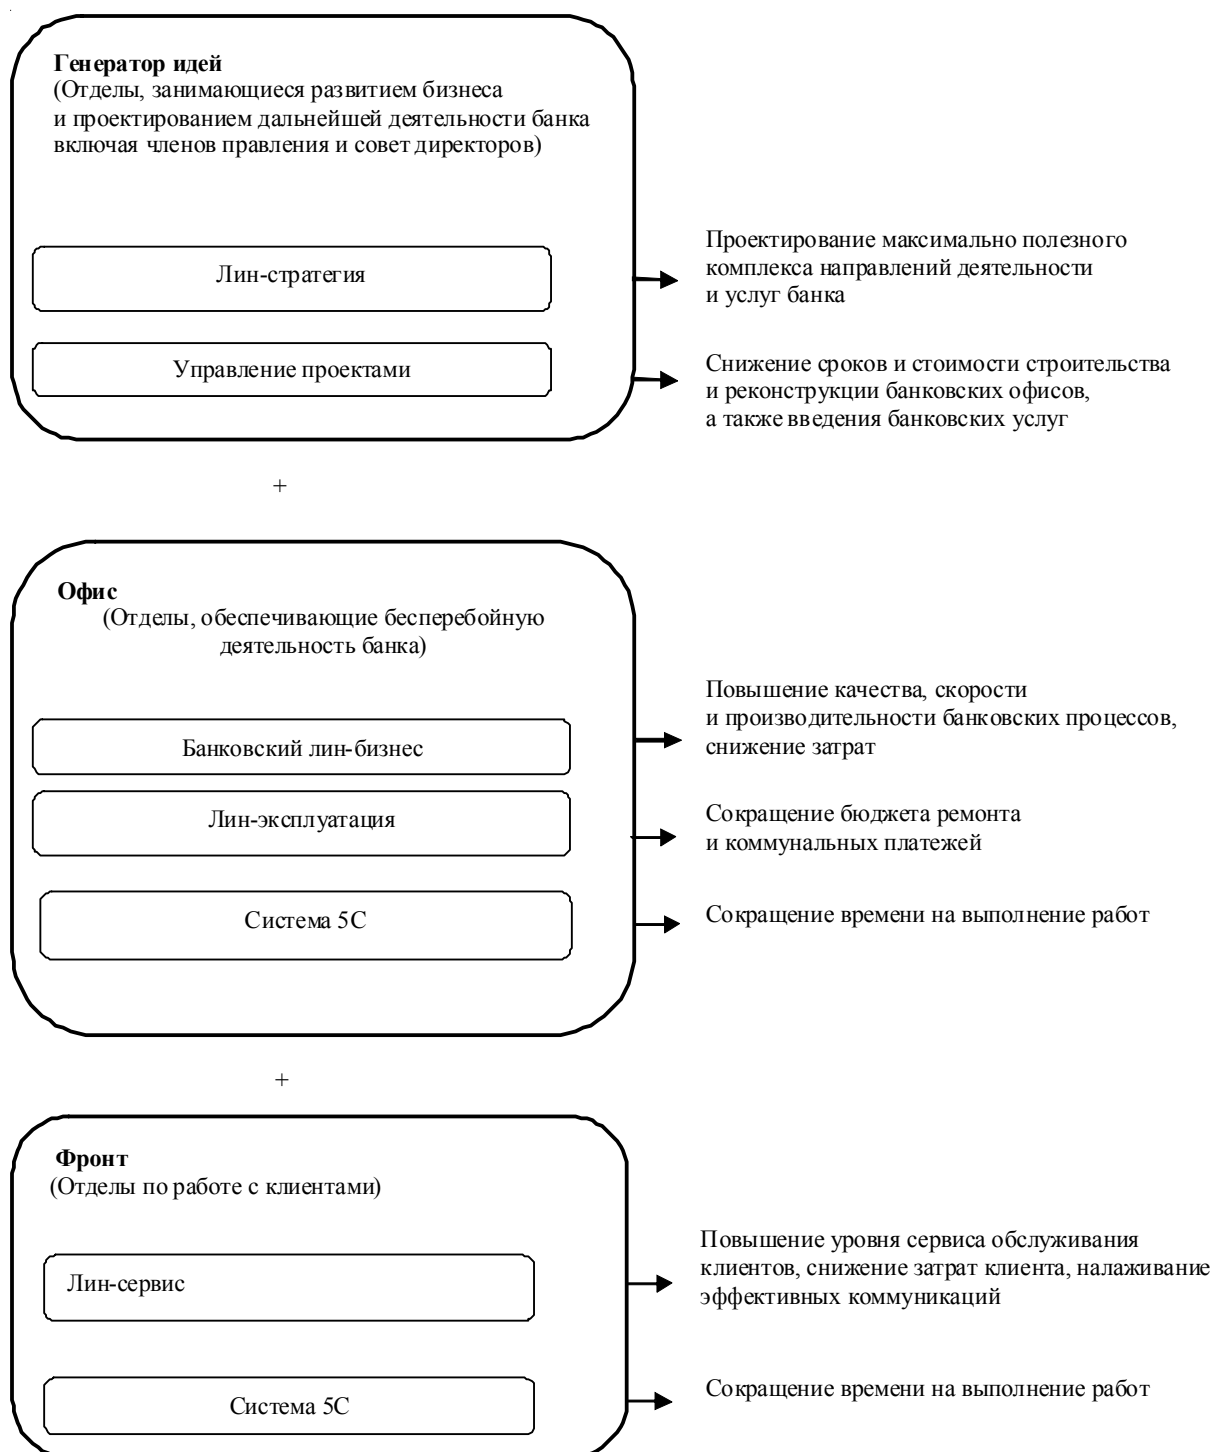 Генератор идей
(Отделы, занимающиеся развитием бизнеса
и проектированием дальнейшей деятельности банка
включая членов правления и совет директоров)
Лин-стратегия
Проектирование максимально полезного
комплекса направлений деятельности
и услуг банка
Управление проектами
Снижение сроков и стоимости строительства
и реконструкции банковских офисов,
а также введения банковских услуг
+
Офис
(Отделы, обеспечивающие бесперебойную
деятельность банка)
Банковский лин-бизнес
Повышение качества, скорости
и производительности банковских процессов,
снижение затрат
Лин-эксплуатация
Сокращение бюджета ремонта
и коммунальных платежей
Система 5С
Сокращение времени на выполнение работ
+
Фронт
(Отделы по работе с клиентами)
Лин-сервис
Повышение уровня сервиса обслуживания
клиентов, снижение затрат клиента, налаживание
эффективных коммуникаций
Система 5С
Сокращение времени на выполнение работ